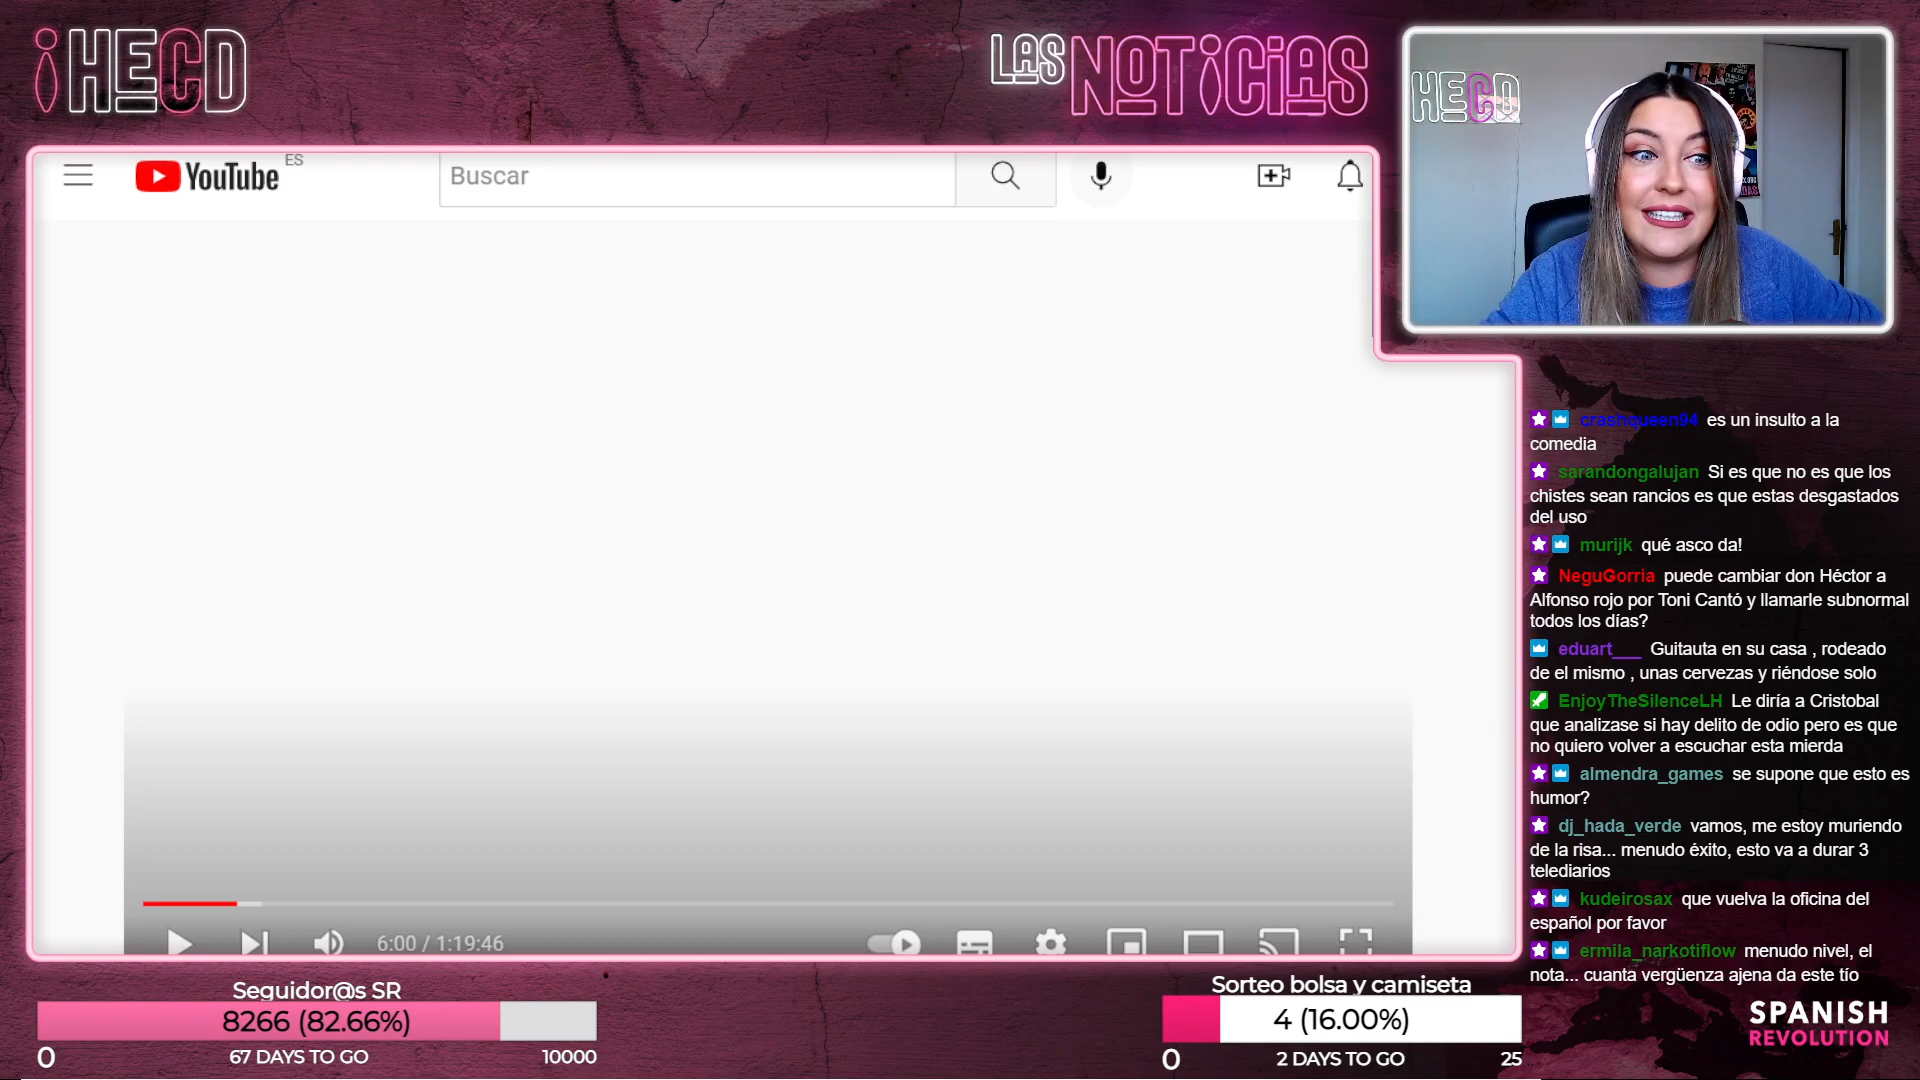 ¡HECD
LAS NOTICIAS
HECD
YouTube ES
Buscar
6:00 / 1:19:46
crashqueen94 es un insulto a la
comedia
sarandongalujan Si es que no es que los
chistes sean rancios es que estas desgastados
del uso
murijk qué asco da!
NeguGorria puede cambiar don Héctor a
Alfonso rojo por Toni Cantó y llamarle subnormal
todos los días?
eduart___ Guitauta en su casa , rodeado
de el mismo , unas cervezas y riéndose solo
EnjoyTheSilenceLH Le diría a Cristobal
que analizase si hay delito de odio pero es que
no quiero volver a escuchar esta mierda
almendra_games se supone que esto es
humor?
dj_hada_verde vamos, me estoy muriendo
de la risa... menudo éxito, esto va a durar 3
telediarios
kudeirosax que vuelva la oficina del
español por favor
ermila_narkotiflow menudo nivel, el
nota... cuanta vergüenza ajena da este tío
Seguidor@s SR
8266 (82.66%)
0 67 DAYS TO GO 10000
Sorteo bolsa y camiseta
4 (16.00%)
0 2 DAYS TO GO 25
SPANISH
REVOLUTION